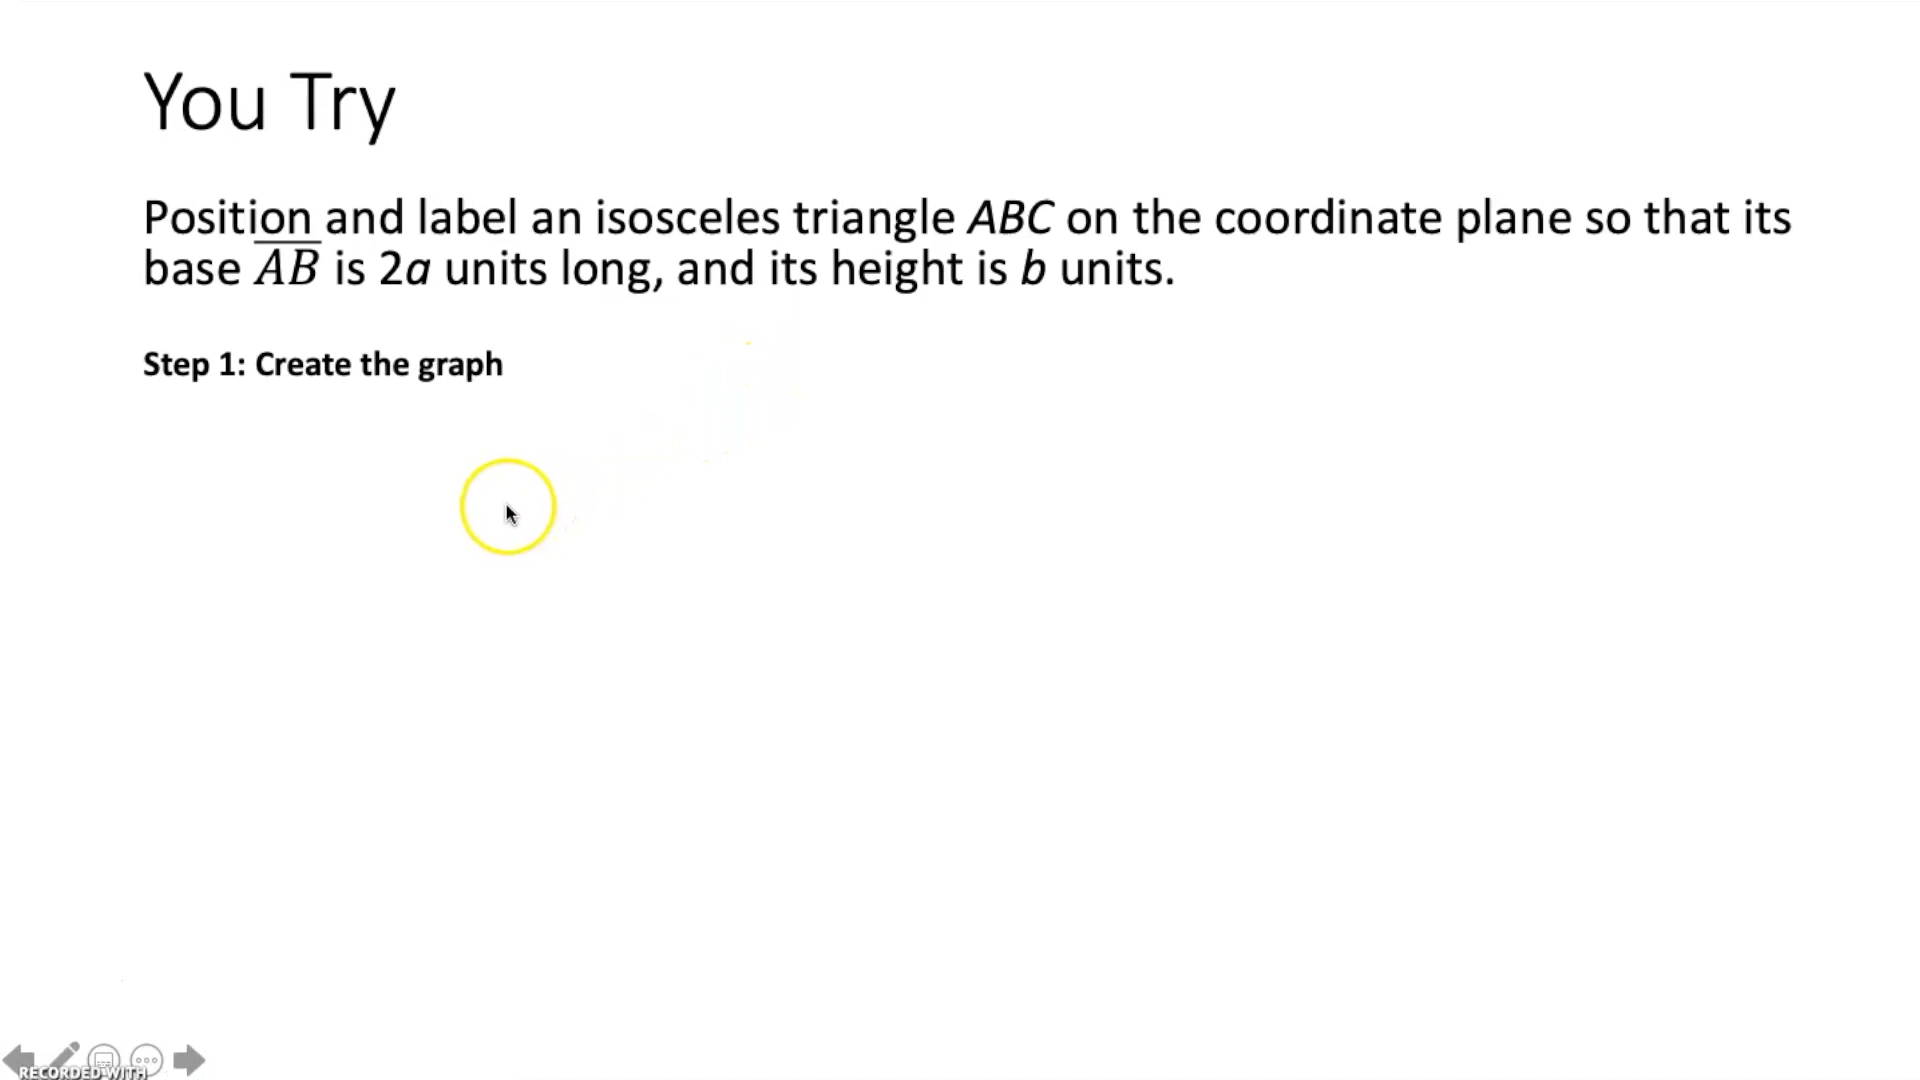 You Try
Position and label an isosceles triangle ABC on the coordinate plane so that its
base AB is 2a units long, and its height is b units.
Step 1: Create the graph
RECORDED WITH